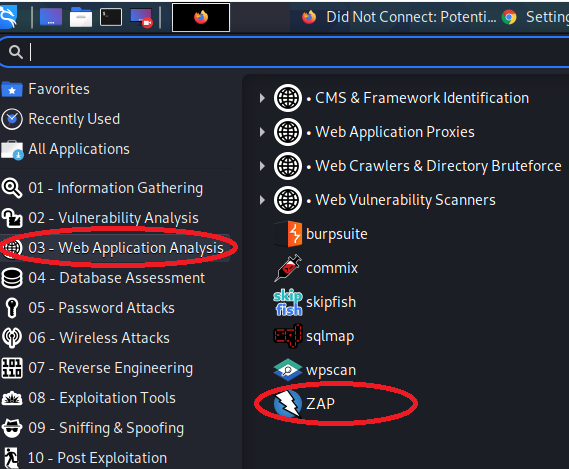 Did Not Connect: Potenti...
Setting
Favorites
Recently Used
All Applications
01 - Information Gathering
02 - Vulnerability Analysis
03 - Web Application Analysis
04 - Database Assessment
05 - Password Attacks
06 - Wireless Attacks
07 - Reverse Engineering
08 - Exploitation Tools
09 - Sniffing & Spoofing
10 - Post Exploitation
• CMS & Framework Identification
• Web Application Proxies
• Web Crawlers & Directory Bruteforce
• Web Vulnerability Scanners
burpsuite
commix
skip
fish
skipfish
sql
sqlmap
wpscan
ZAP